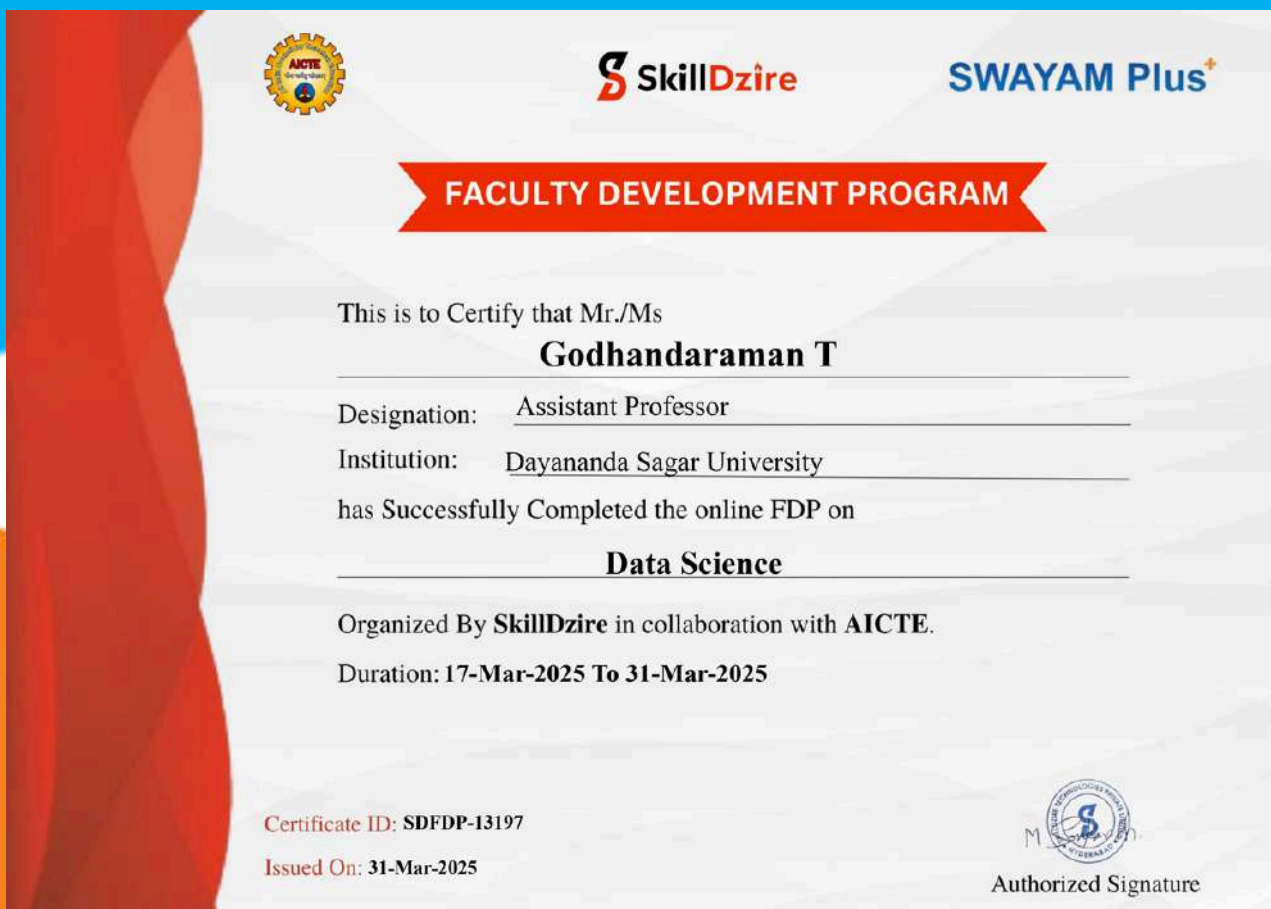 AICTE
SkillDzire
SWAYAM Plus+
FACULTY DEVELOPMENT PROGRAM
This is to Certify that Mr./Ms
Godhandaraman T
Designation: Assistant Professor
Institution: Dayananda Sagar University
has Successfully Completed the online FDP on
Data Science
Organized By SkillDzire in collaboration with AICTE.
Duration: 17-Mar-2025 To 31-Mar-2025
Certificate ID: SDFDP-13197
Issued On: 31-Mar-2025
HYDERABAD
Authorized Signature